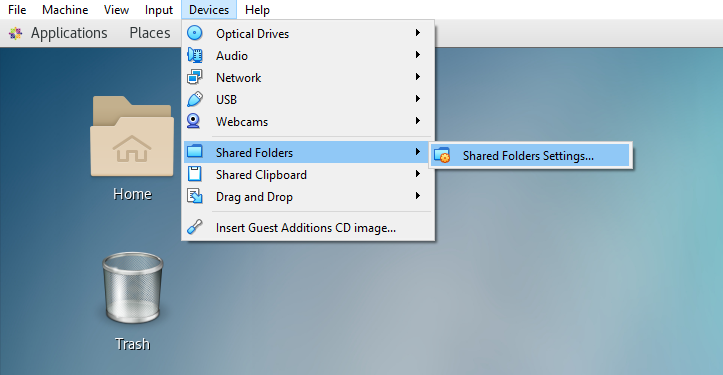 File Machine View Input Devices Help
Applications Places
Optical Drives
Audio
Network
USB
Webcams
Shared Folders
Shared Folders Settings...
Shared Clipboard
Drag and Drop
Insert Guest Additions CD image...
Home
Trash